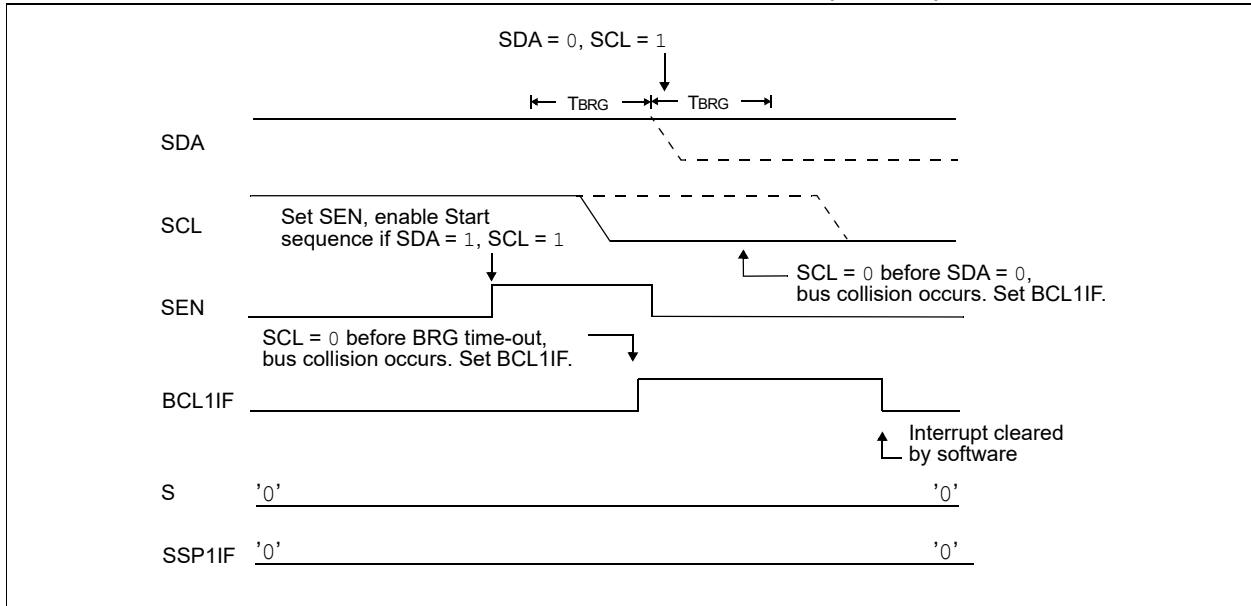 SDA = 0, SCL = 1
TBRG TBRG
SDA
SCL
Set SEN, enable Start
sequence if SDA = 1, SCL = 1
SCL = 0 before SDA = 0,
bus collision occurs. Set BCL1IF.
SEN
SCL = 0 before BRG time-out,
bus collision occurs. Set BCL1IF.
BCL1IF
Interrupt cleared
by software
S '0' '0'
SSP1IF '0' '0'